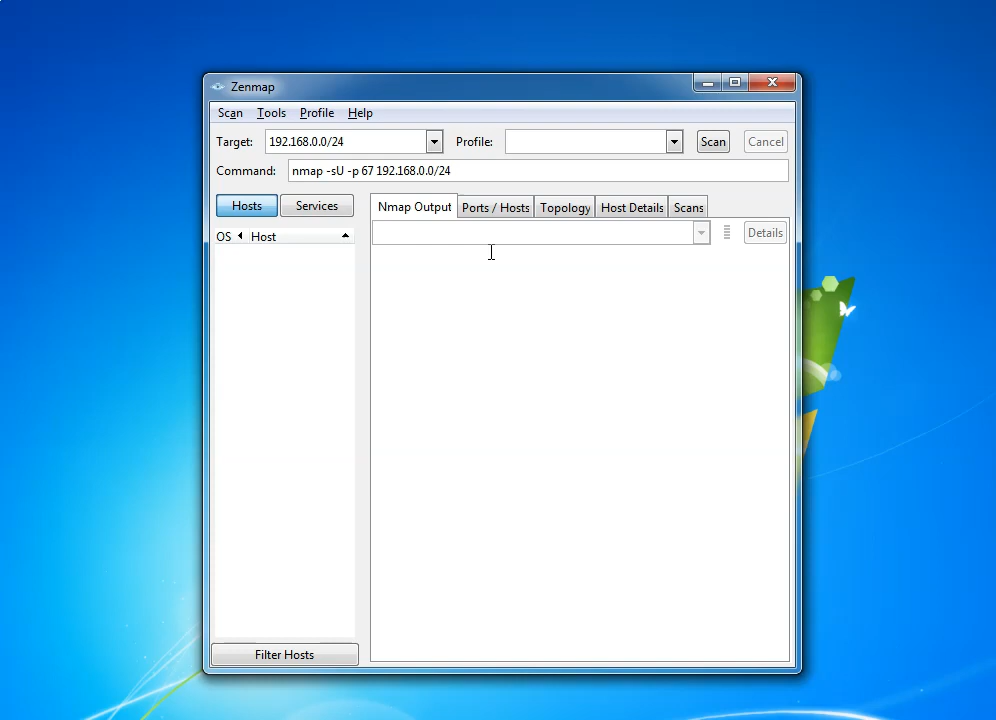 Zenmap
Scan Tools Profile Help
Target: 192.168.0.0/24 Profile: Scan Cancel
Command: nmap -sU -p 67 192.168.0.0/24
Hosts Services Nmap Output Ports / Hosts Topology Host Details Scans
OS Host Details
Filter Hosts